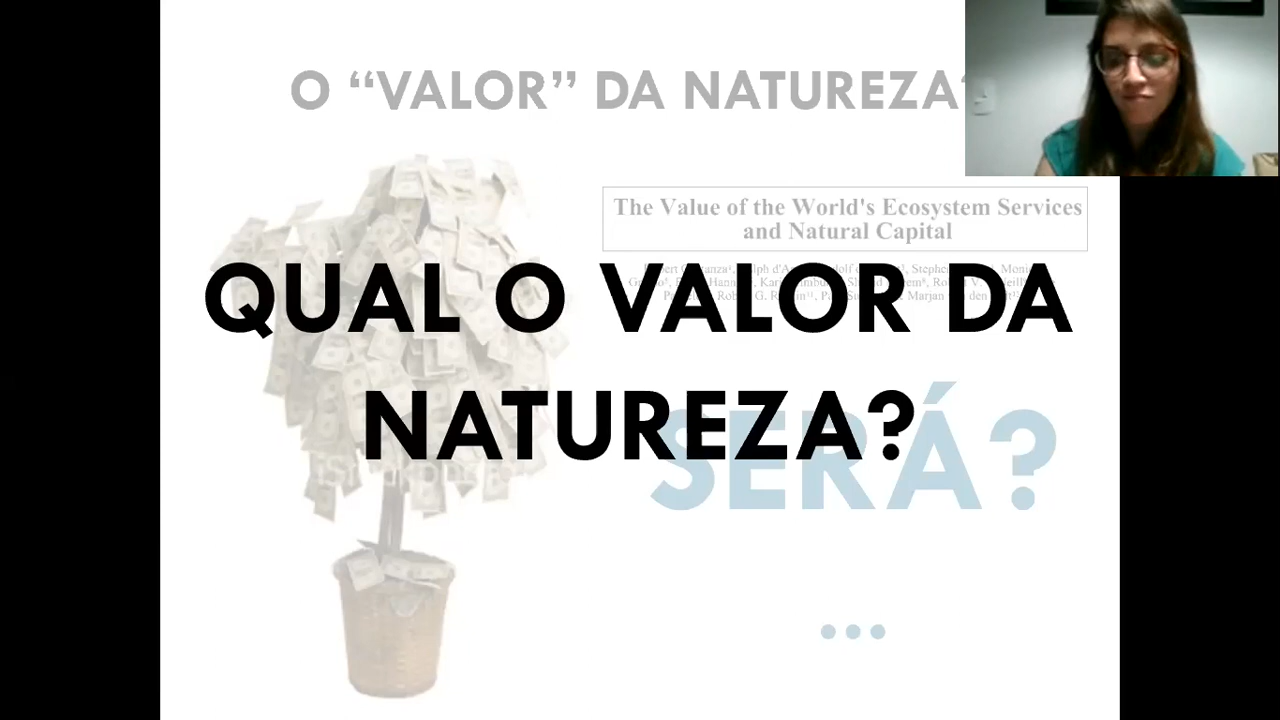 O “VALOR” DA NATUREZA?
The Value of the World's Ecosystem Services
and Natural Capital
QUAL O VALOR DA
NATUREZA?
SERÁ?
...